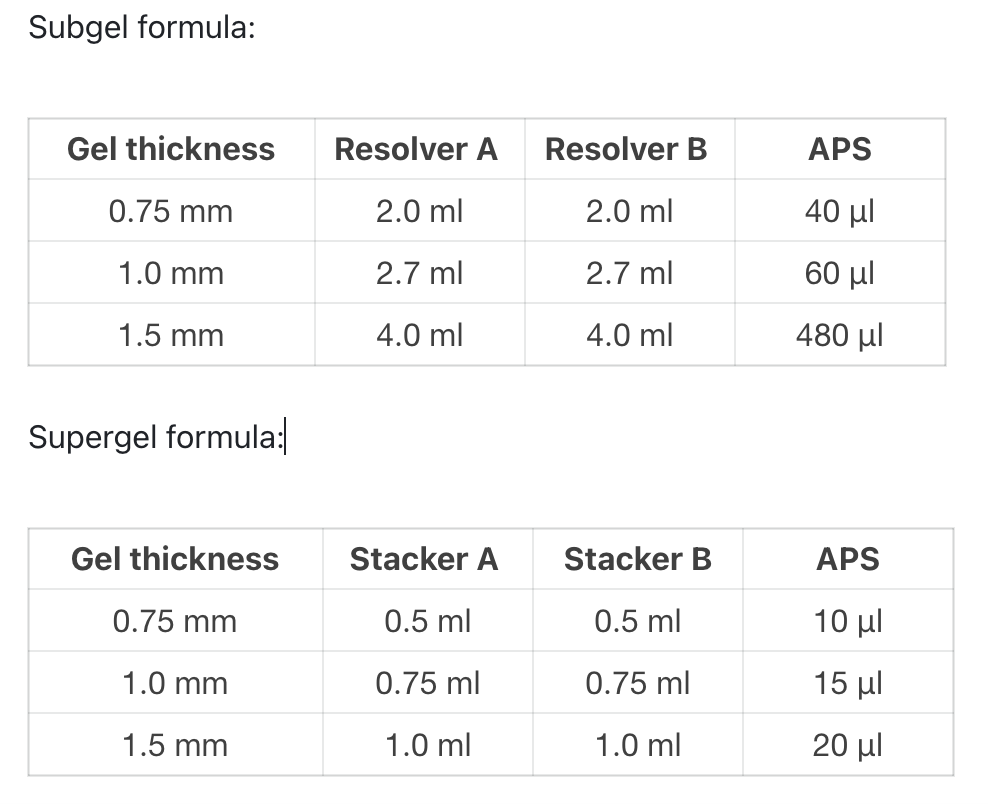 Subgel formula:
Gel thickness Resolver A Resolver B APS
0.75 mm 2.0 ml 2.0 ml 40 μl
1.0 mm 2.7 ml 2.7 ml 60 μl
1.5 mm 4.0 ml 4.0 ml 480 μl
Supergel formula:
Gel thickness Stacker A Stacker B APS
0.75 mm 0.5 ml 0.5 ml 10 μl
1.0 mm 0.75 ml 0.75 ml 15 μl
1.5 mm 1.0 ml 1.0 ml 20 μl